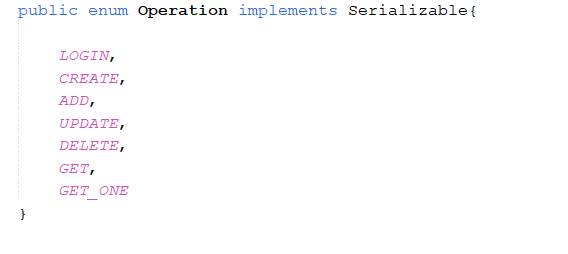 public enum Operation implements Serializable{
LOGIN,
CREATE,
ADD,
UPDATE,
DELETE,
GET,
GET_ONE
}